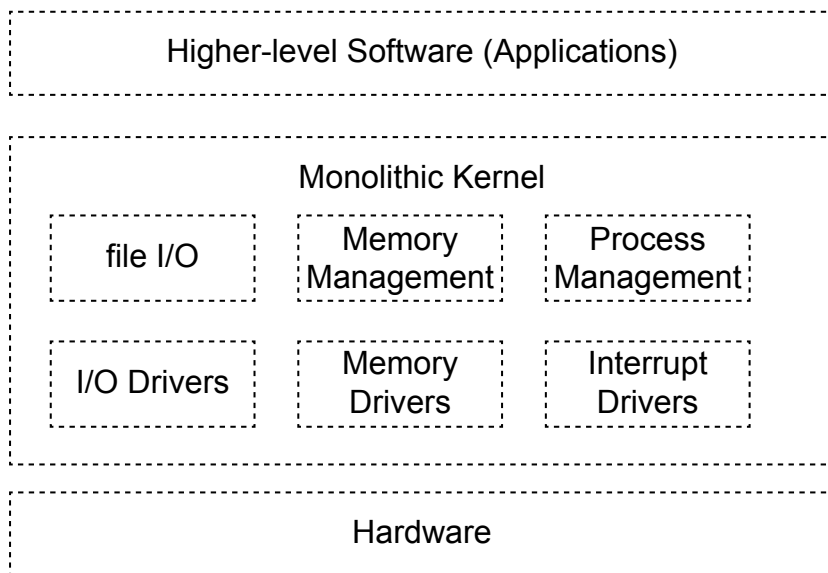 Higher-level Software (Applications)
Monolithic Kernel
file I/O
Memory
Management
Process
Management
I/O Drivers
Memory
Drivers
Interrupt
Drivers
Hardware